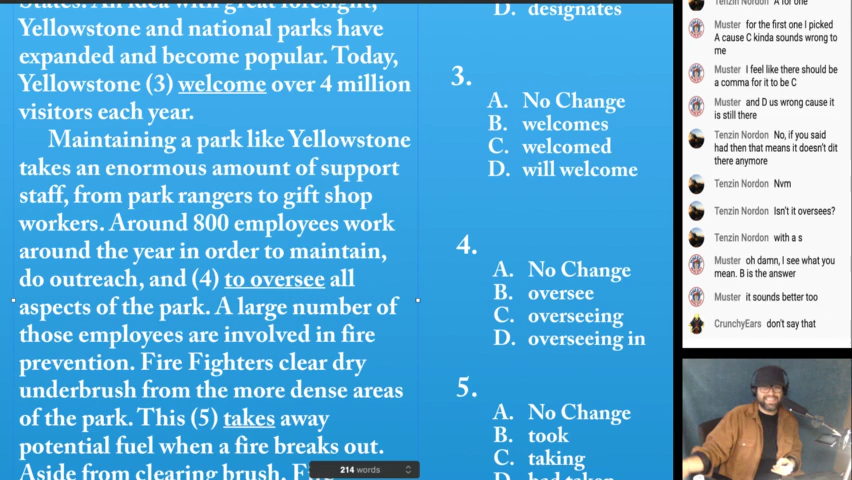 States. An idea with great foresight,
Yellowstone and national parks have
expanded and become popular. Today,
Yellowstone (3) welcome over 4 million
visitors each year.
Maintaining a park like Yellowstone
takes an enormous amount of support
staff, from park rangers to gift shop
workers. Around 800 employees work
around the year in order to maintain,
do outreach, and (4) to oversee all
aspects of the park. A large number of
those employees are involved in fire
prevention. Fire Fighters clear dry
underbrush from the more dense areas
of the park. This (5) takes away
potential fuel when a fire breaks out.
Aside from clearing brush,
214 words
D. designates
3.
A. No Change
B. welcomes
C. welcomed
D. will welcome
4.
A. No Change
B. oversee
C. overseeing
D. overseeing in
5.
A. No Change
B. took
C. taking
D. had taken
Tenzin Nordon A for one
Muster for the first one I picked
A cause C kinda sounds wrong to
me
Muster I feel like there should be
a comma for it to be C
Muster and D us wrong cause it
is still there
Tenzin Nordon No, if you said
had then that means it doesn't dit
there anymore
Tenzin Nordon Nvm
Tenzin Nordon Isn't it oversees?
Tenzin Nordon with a s
Muster oh damn, I see what you
mean. B is the answer
Muster it sounds better too
CrunchyEars don't say that